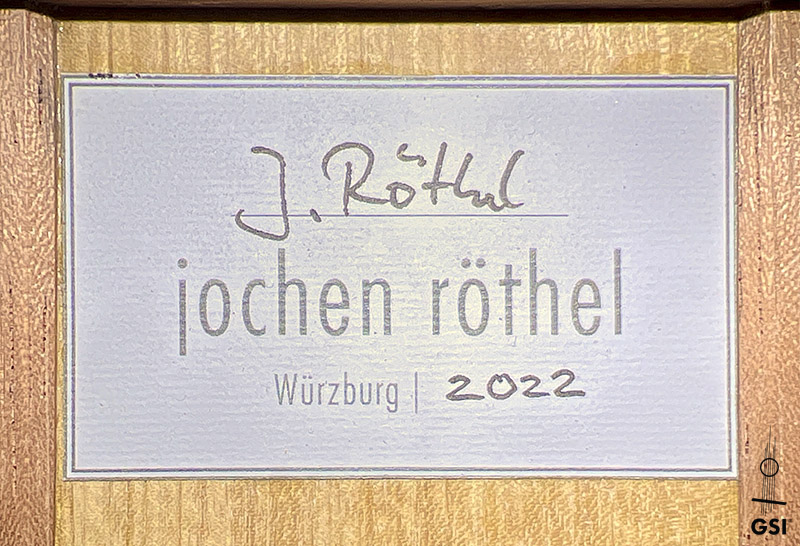 J. Röthel
jochen röthel
Würzburg | 2022
GSI